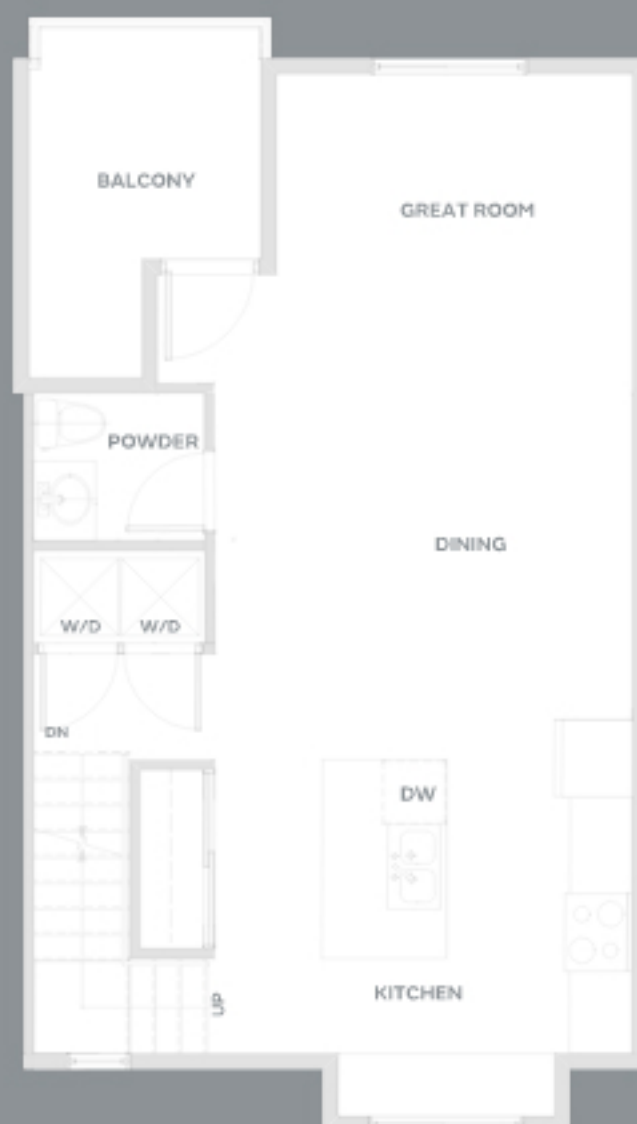 BALCONY
GREAT ROOM
POWDER
DINING
W/D
W/D
DN
DW
KITCHEN
UP